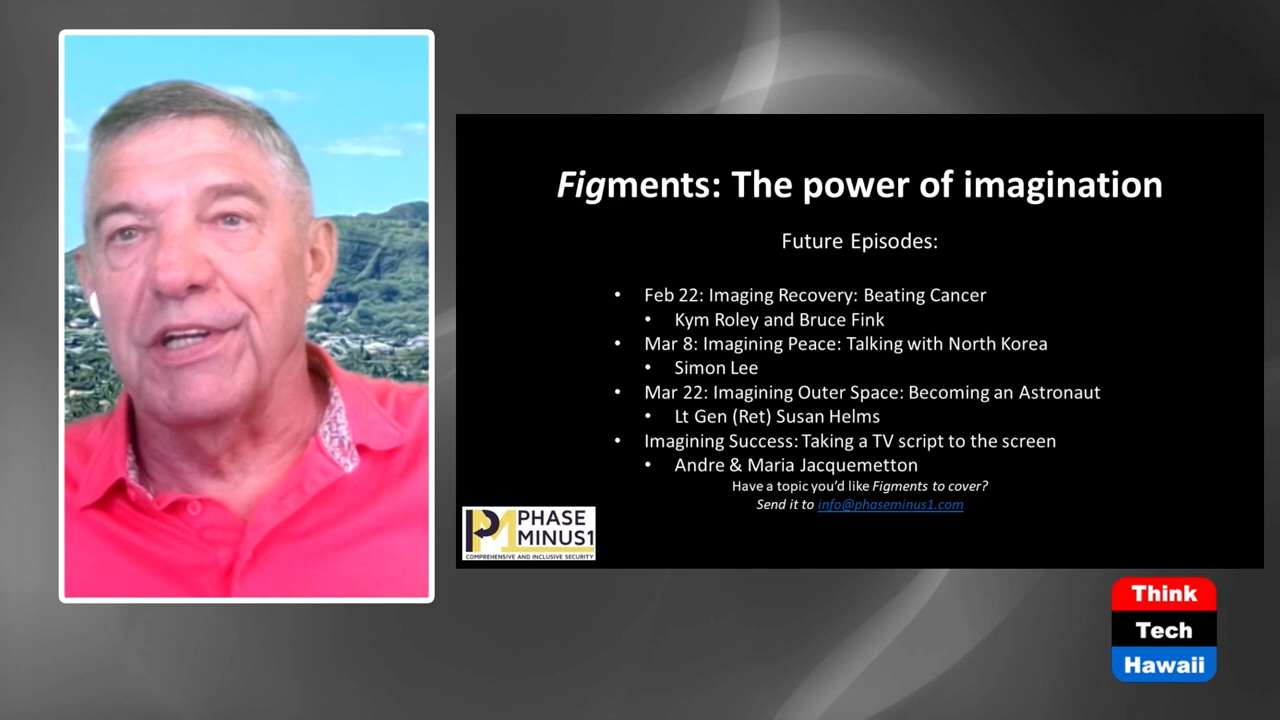 Figments: The power of imagination
Future Episodes:
• Feb 22: Imaging Recovery: Beating Cancer
• Kym Roley and Bruce Fink
• Mar 8: Imagining Peace: Talking with North Korea
• Simon Lee
• Mar 22: Imagining Outer Space: Becoming an Astronaut
• Lt Gen (Ret) Susan Helms
• Imagining Success: Taking a TV script to the screen
• Andre & Maria Jacquemetton
Have a topic you'd like Figments to cover?
Send it to info@phaseminus1.com
PM
PHASE
MINUS1
COMPREHENSIVE AND INCLUSIVE SECURITY
Think
Tech
Hawaii